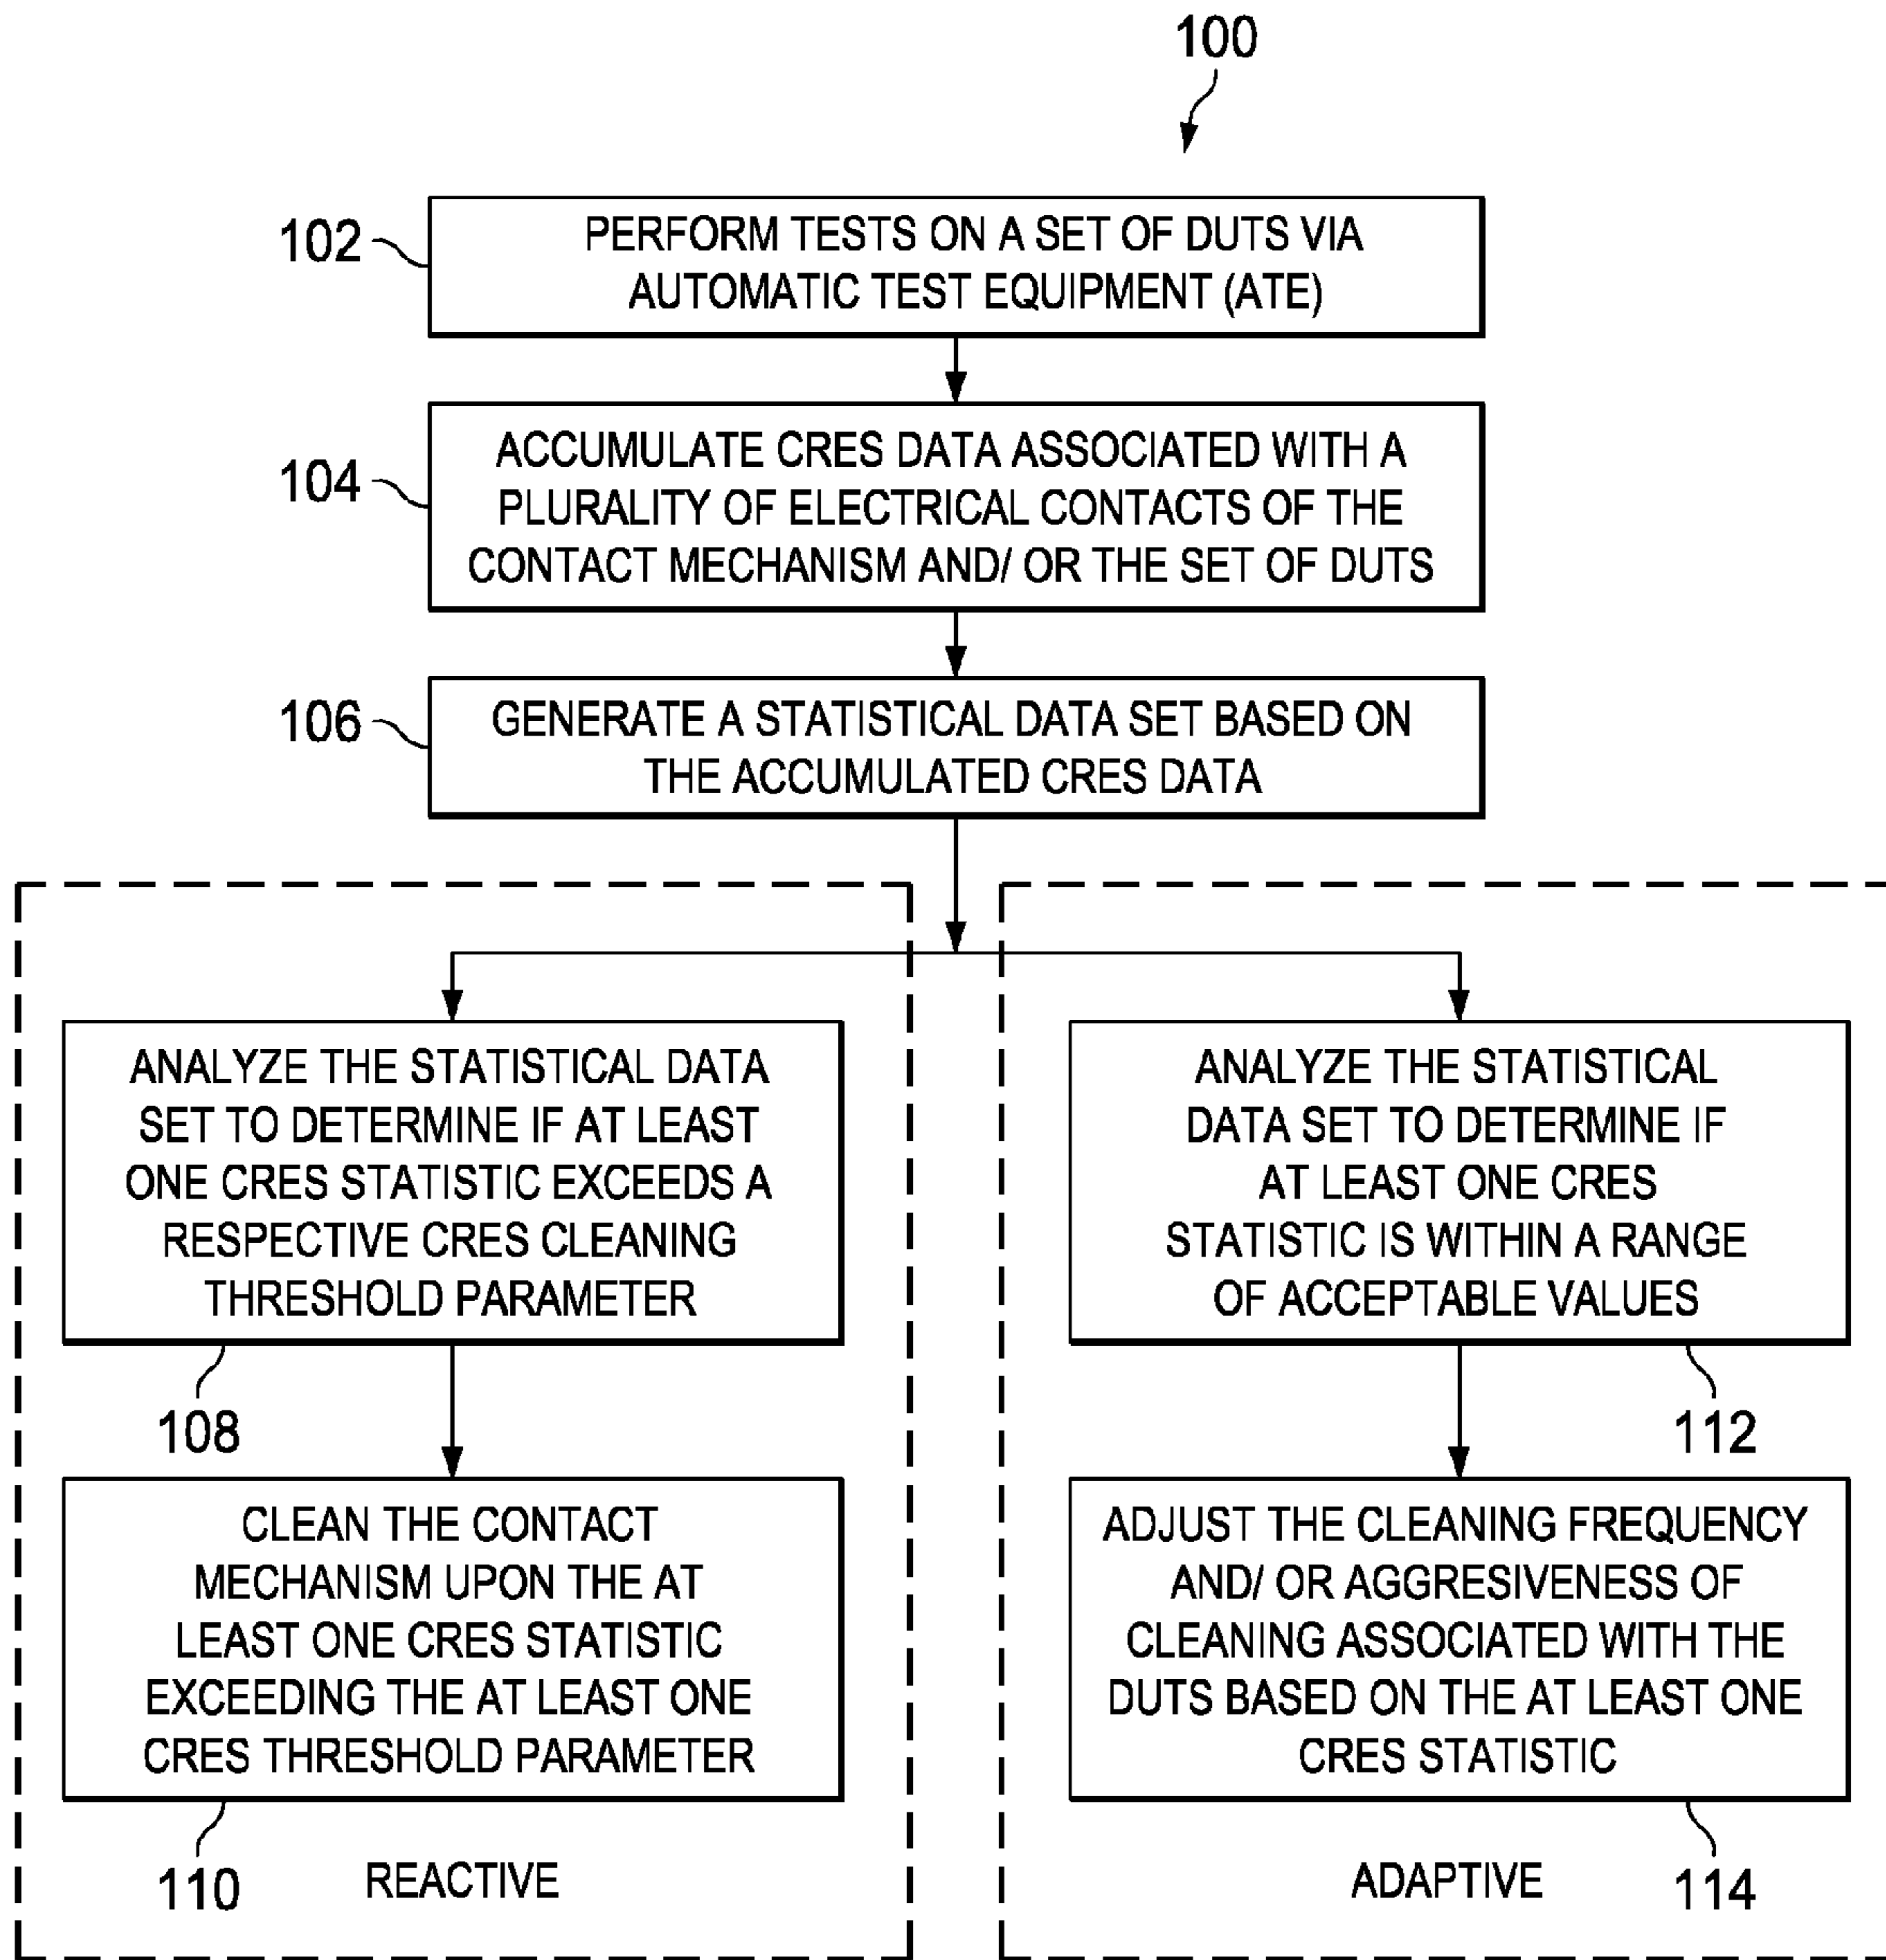 100
102
PERFORM TESTS ON A SET OF DUTS VIA
AUTOMATIC TEST EQUIPMENT (ATE)
104
ACCUMULATE CRES DATA ASSOCIATED WITH A
PLURALITY OF ELECTRICAL CONTACTS OF THE
CONTACT MECHANISM AND/ OR THE SET OF DUTS
106
GENERATE A STATISTICAL DATA SET BASED ON
THE ACCUMULATED CRES DATA
ANALYZE THE STATISTICAL DATA
SET TO DETERMINE IF AT LEAST
ONE CRES STATISTIC EXCEEDS A
RESPECTIVE CRES CLEANING
THRESHOLD PARAMETER
108
CLEAN THE CONTACT
MECHANISM UPON THE AT
LEAST ONE CRES STATISTIC
EXCEEDING THE AT LEAST ONE
CRES THRESHOLD PARAMETER
110
REACTIVE
ANALYZE THE STATISTICAL
DATA SET TO DETERMINE IF
AT LEAST ONE CRES
STATISTIC IS WITHIN A RANGE
OF ACCEPTABLE VALUES
112
ADJUST THE CLEANING FREQUENCY
AND/ OR AGGRESIVENESS OF
CLEANING ASSOCIATED WITH THE
DUTS BASED ON THE AT LEAST ONE
CRES STATISTIC
ADAPTIVE
114